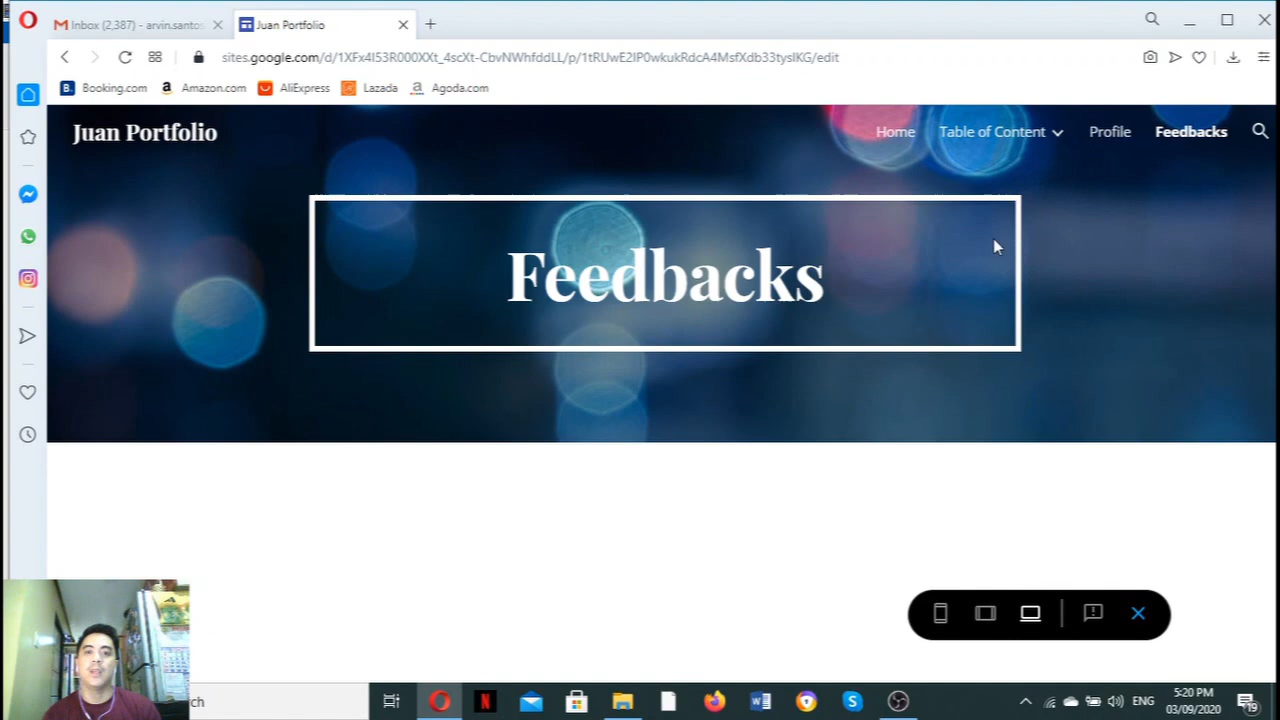 Inbox (2,387) - arvin.santos
Juan Portfolio
sites.google.com/d/1XFx4I53R000XXt_4scXt-CbvNWhfddLL/p/1tRUwE2IP0wkukRdcA4MsfXdb33tysIKG/edit
B. Booking.com
a Amazon.com
AliExpress
Lazada
a Agoda.com
Juan Portfolio
Home
Table of Content
Profile
Feedbacks
Feedbacks
ch
ENG
5:20 PM
03/09/2020
19